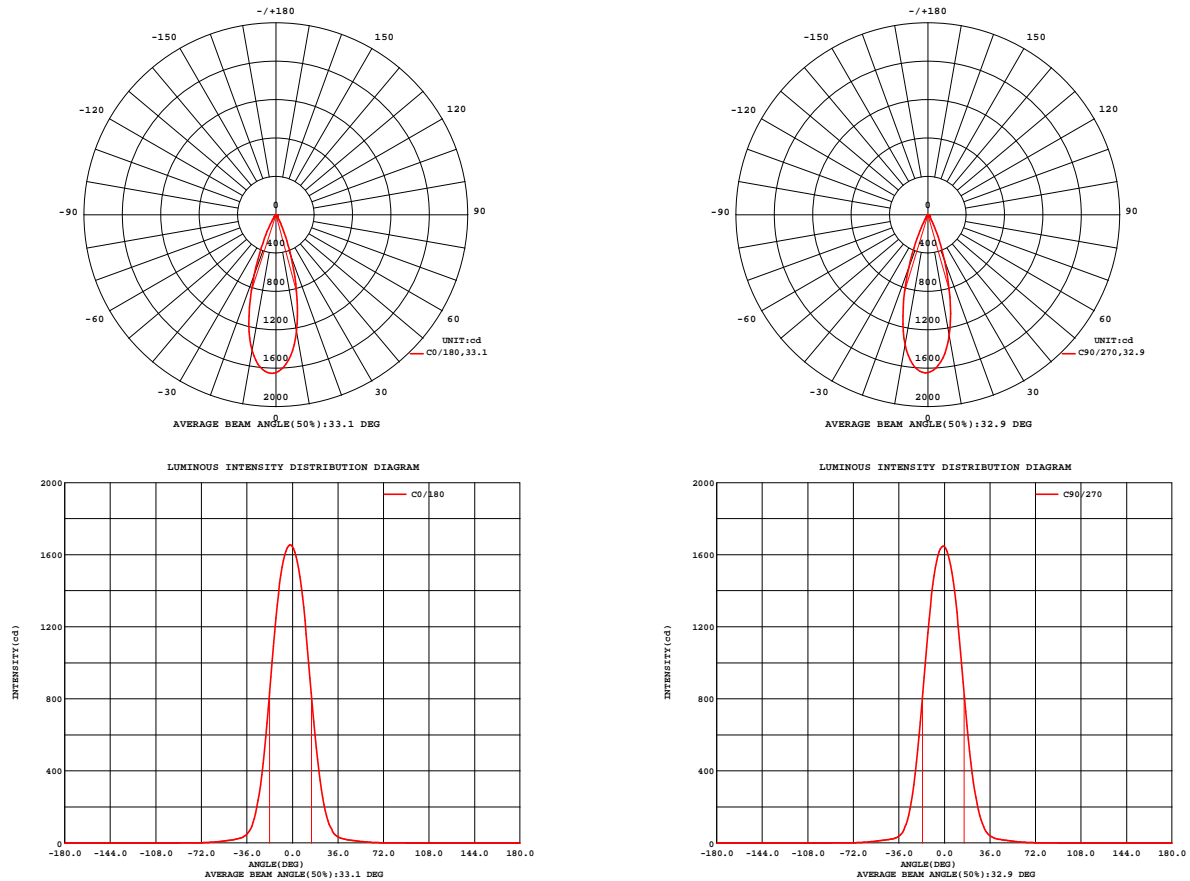 -/+180
-150
150
-120
120
-90
90
-60
60
-30
30
0
0
400
800
1200
1600
2000
UNIT:cd
C0/180,33.1
AVERAGE BEAM ANGLE(50%):33.1 DEG
-/+180
-150
150
-120
120
-90
90
-60
60
-30
30
0
0
400
800
1200
1600
2000
UNIT:cd
C90/270,32.9
AVERAGE BEAM ANGLE(50%):32.9 DEG
LUMINOUS INTENSITY DISTRIBUTION DIAGRAM
C0/180
INTENSITY(cd)
2000
1600
1200
800
400
0
-180.0 -144.0 -108.0 -72.0 -36.0 0.0 36.0 72.0 108.0 144.0 180.0
ANGLE(DEG)
AVERAGE BEAM ANGLE(50%):33.1 DEG
LUMINOUS INTENSITY DISTRIBUTION DIAGRAM
C90/270
INTENSITY(cd)
2000
1600
1200
800
400
0
-180.0 -144.0 -108.0 -72.0 -36.0 0.0 36.0 72.0 108.0 144.0 180.0
ANGLE(DEG)
AVERAGE BEAM ANGLE(50%):32.9 DEG